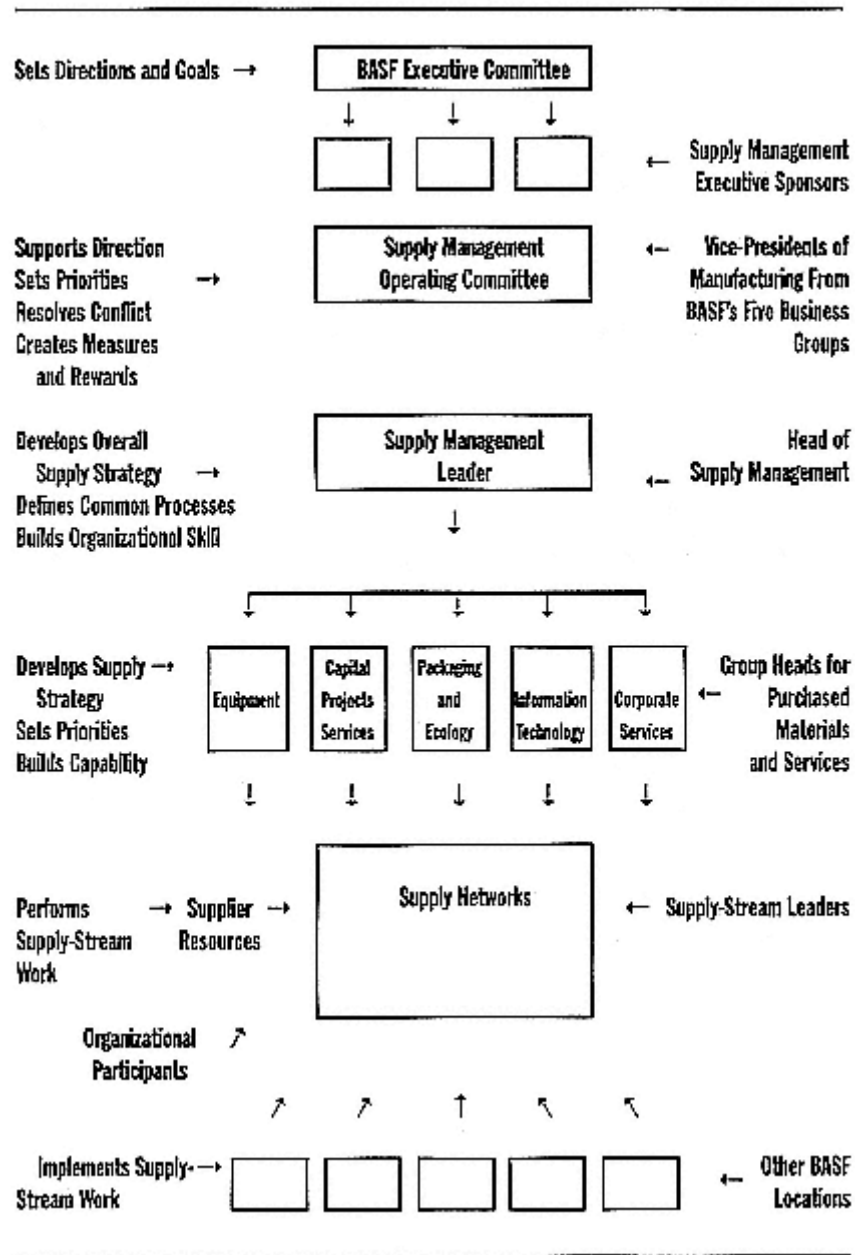 Sets Directions and Goals →
BASF Executive Committee
← Supply Management
Executive Sponsors
Supports Direction
Sets Priorities →
Resolves Conflict
Creates Measures
and Rewards
Supply Management
Operating Committee
← Vice-Presidents of
Manufacturing From
BASF's Five Business
Groups
Develops Overall
Supply Strategy →
Defines Common Processes
Builds Organizational Skill
Supply Management
Leader
Head of
← Supply Management
Develops Supply →
Strategy
Sets Priorities
Builds Capability
Equipment
Capital
Projects
Services
Packaging
and
Ecology
Information
Technology
Corporate
Services
← Group Heads for
Purchased
Materials
and Services
Performs →
Supply-Stream
Work
Supplier →
Resources
Supply Networks
← Supply-Stream Leaders
Organizational
Participants
Implements Supply- →
Stream Work
← Other BASF
Locations